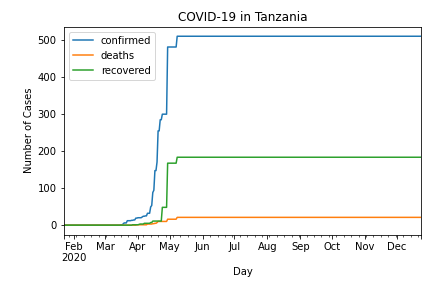 COVID-19 in Tanzania
confirmed
deaths
recovered
Number of Cases
500
400
300
200
100
0
Feb Mar Apr May Jun Jul Aug Sep Oct Nov Dec
2020
Day